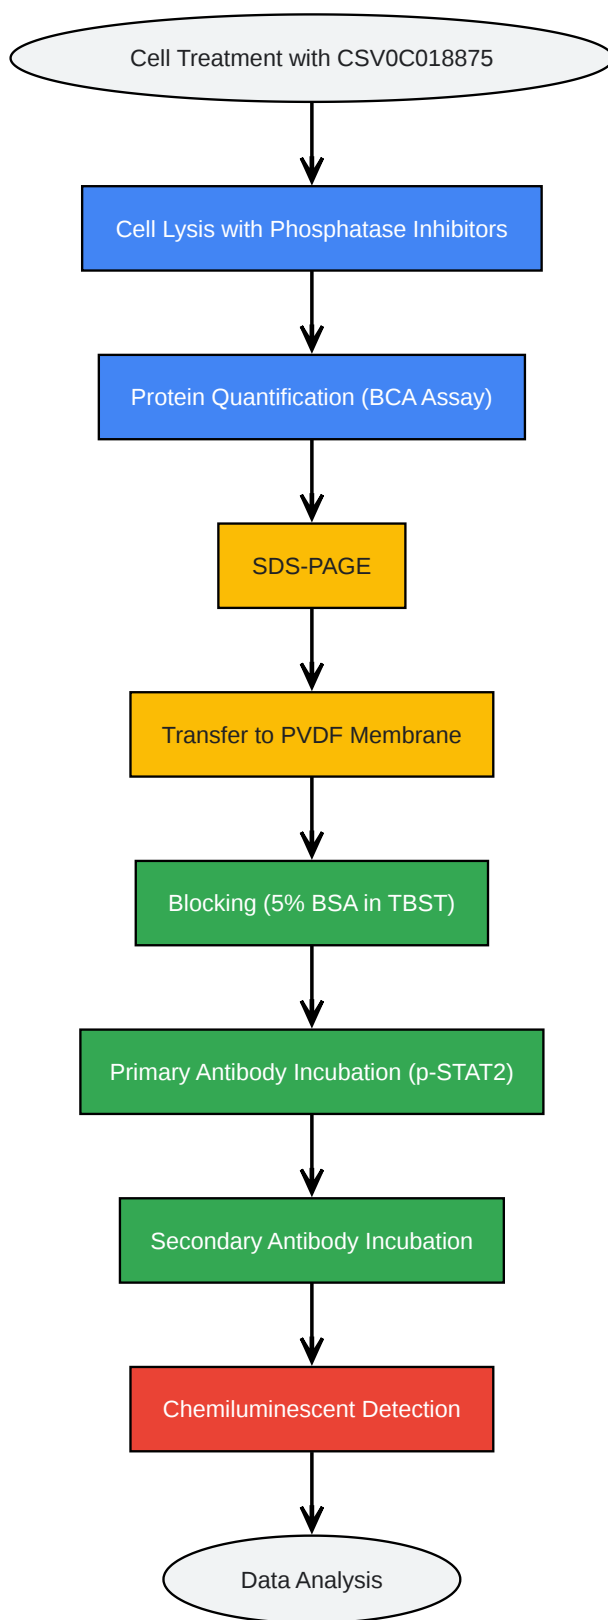 Cell Treatment with CSV0C018875
Cell Lysis with Phosphatase Inhibitors
Protein Quantification (BCA Assay)
SDS-PAGE
Transfer to PVDF Membrane
Blocking (5% BSA in TBST)
Primary Antibody Incubation (p-STAT2)
Secondary Antibody Incubation
Chemiluminescent Detection
Data Analysis